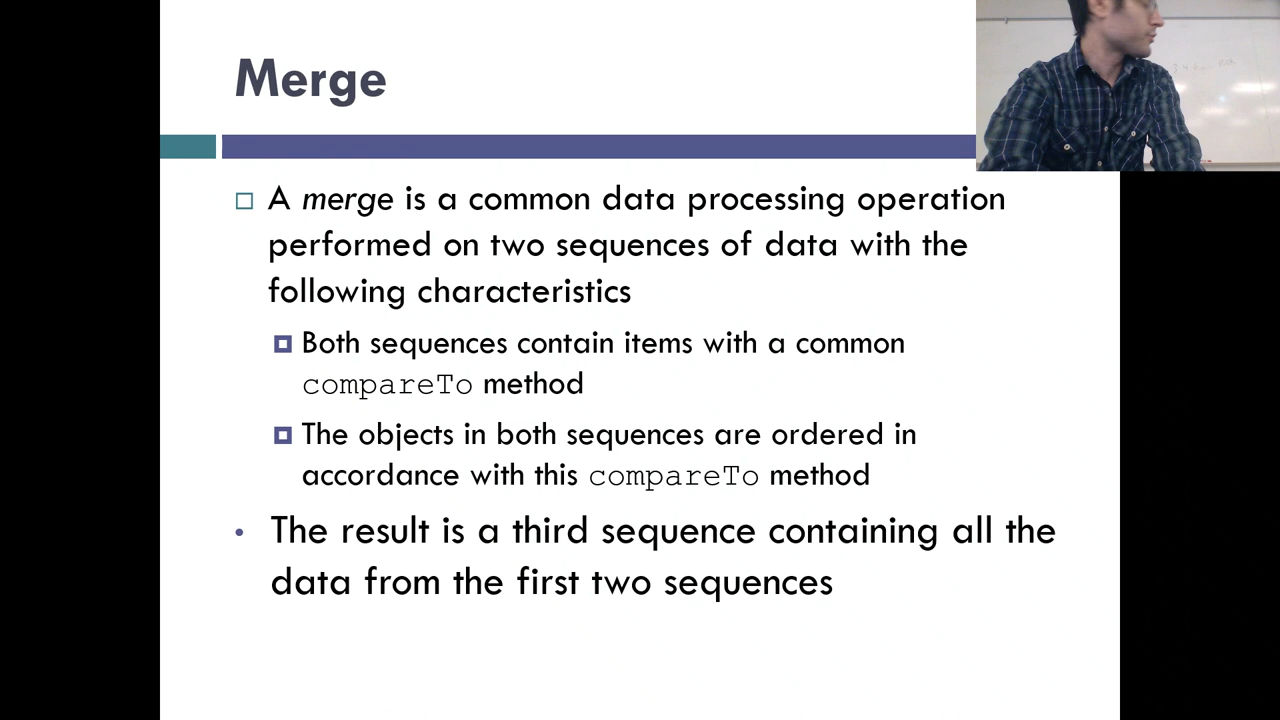 Merge
A merge is a common data processing operation
performed on two sequences of data with the
following characteristics
Both sequences contain items with a common
compareTo method
The objects in both sequences are ordered in
accordance with this compareTo method
• The result is a third sequence containing all the
data from the first two sequences